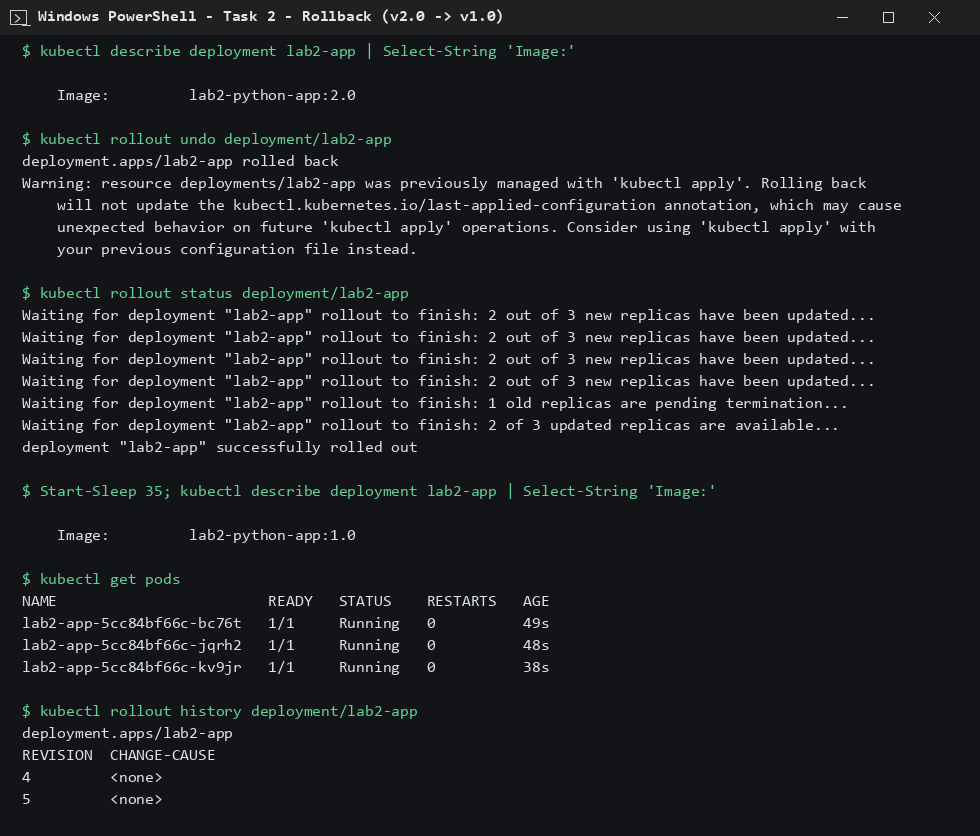 Windows PowerShell - Task 2 - Rollback (v2.0 -> v1.0)
$ kubectl describe deployment lab2-app | Select-String 'Image:'
    Image:         lab2-python-app:2.0
$ kubectl rollout undo deployment/lab2-app
deployment.apps/lab2-app rolled back
Warning: resource deployments/lab2-app was previously managed with 'kubectl apply'. Rolling back
    will not update the kubectl.kubernetes.io/last-applied-configuration annotation, which may cause
    unexpected behavior on future 'kubectl apply' operations. Consider using 'kubectl apply' with
    your previous configuration file instead.
$ kubectl rollout status deployment/lab2-app
Waiting for deployment "lab2-app" rollout to finish: 2 out of 3 new replicas have been updated...
Waiting for deployment "lab2-app" rollout to finish: 2 out of 3 new replicas have been updated...
Waiting for deployment "lab2-app" rollout to finish: 2 out of 3 new replicas have been updated...
Waiting for deployment "lab2-app" rollout to finish: 2 out of 3 new replicas have been updated...
Waiting for deployment "lab2-app" rollout to finish: 1 old replicas are pending termination...
Waiting for deployment "lab2-app" rollout to finish: 2 of 3 updated replicas are available...
deployment "lab2-app" successfully rolled out
$ Start-Sleep 35; kubectl describe deployment lab2-app | Select-String 'Image:'
    Image:         lab2-python-app:1.0
$ kubectl get pods
NAME                        READY   STATUS    RESTARTS   AGE
lab2-app-5cc84bf66c-bc76t   1/1     Running   0          49s
lab2-app-5cc84bf66c-jqrh2   1/1     Running   0          48s
lab2-app-5cc84bf66c-kv9jr   1/1     Running   0          38s
$ kubectl rollout history deployment/lab2-app
deployment.apps/lab2-app
REVISION  CHANGE-CAUSE
4         <none>
5         <none>